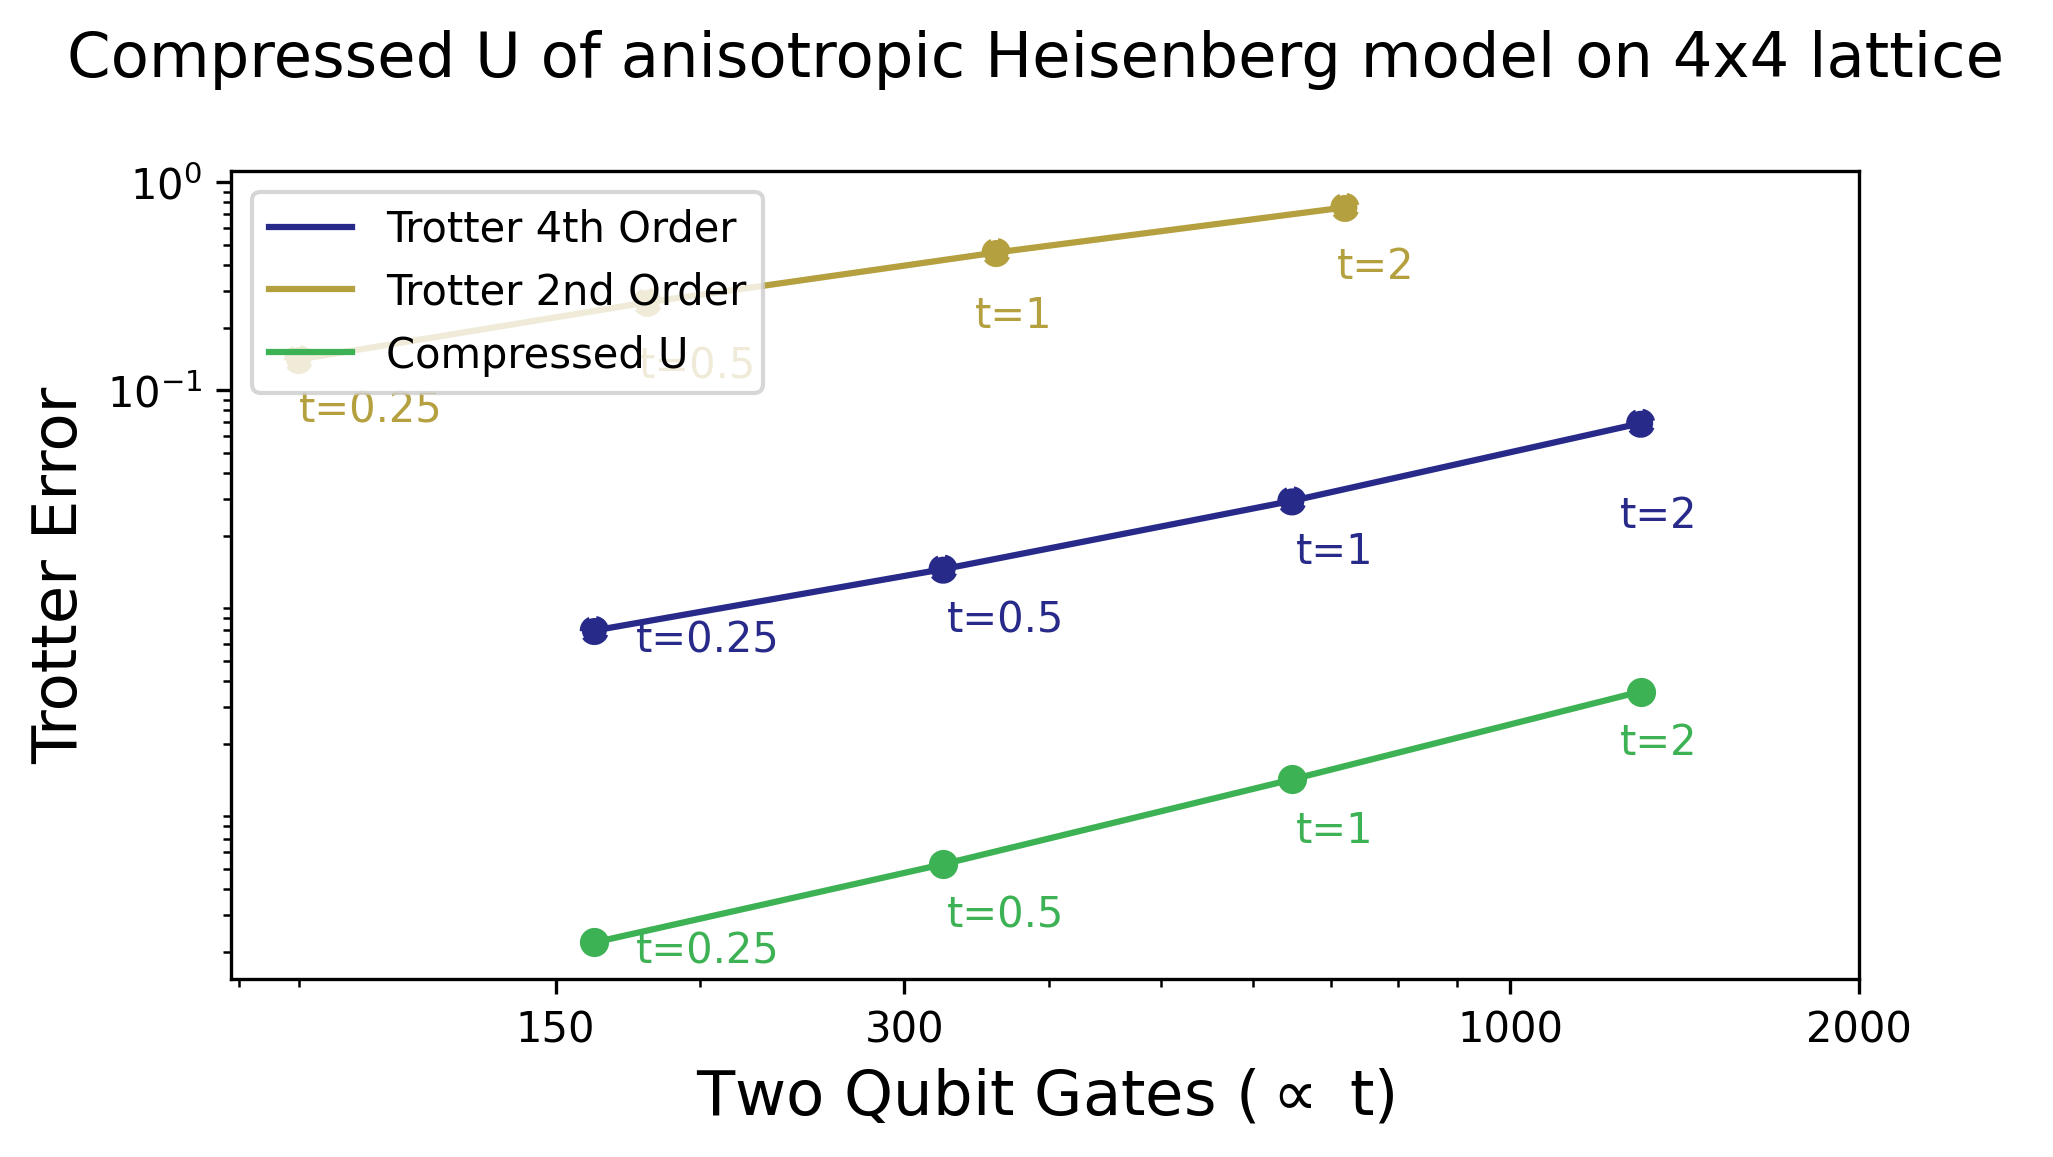 Compressed U of anisotropic Heisenberg model on 4x4 lattice
10⁰
10⁻¹
Trotter Error
Trotter 4th Order
Trotter 2nd Order
Compressed U
t=0.25
t=0.5
t=1
t=2
t=0.25
t=0.5
t=1
t=2
t=0.25
t=0.5
t=1
t=2
150
300
1000
2000
Two Qubit Gates (∝ t)